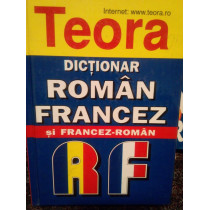 Internet: www.teora.ro
Teora
DICȚIONAR
ROMÂN
FRANCEZ
și FRANCEZ-ROMÂN
RF